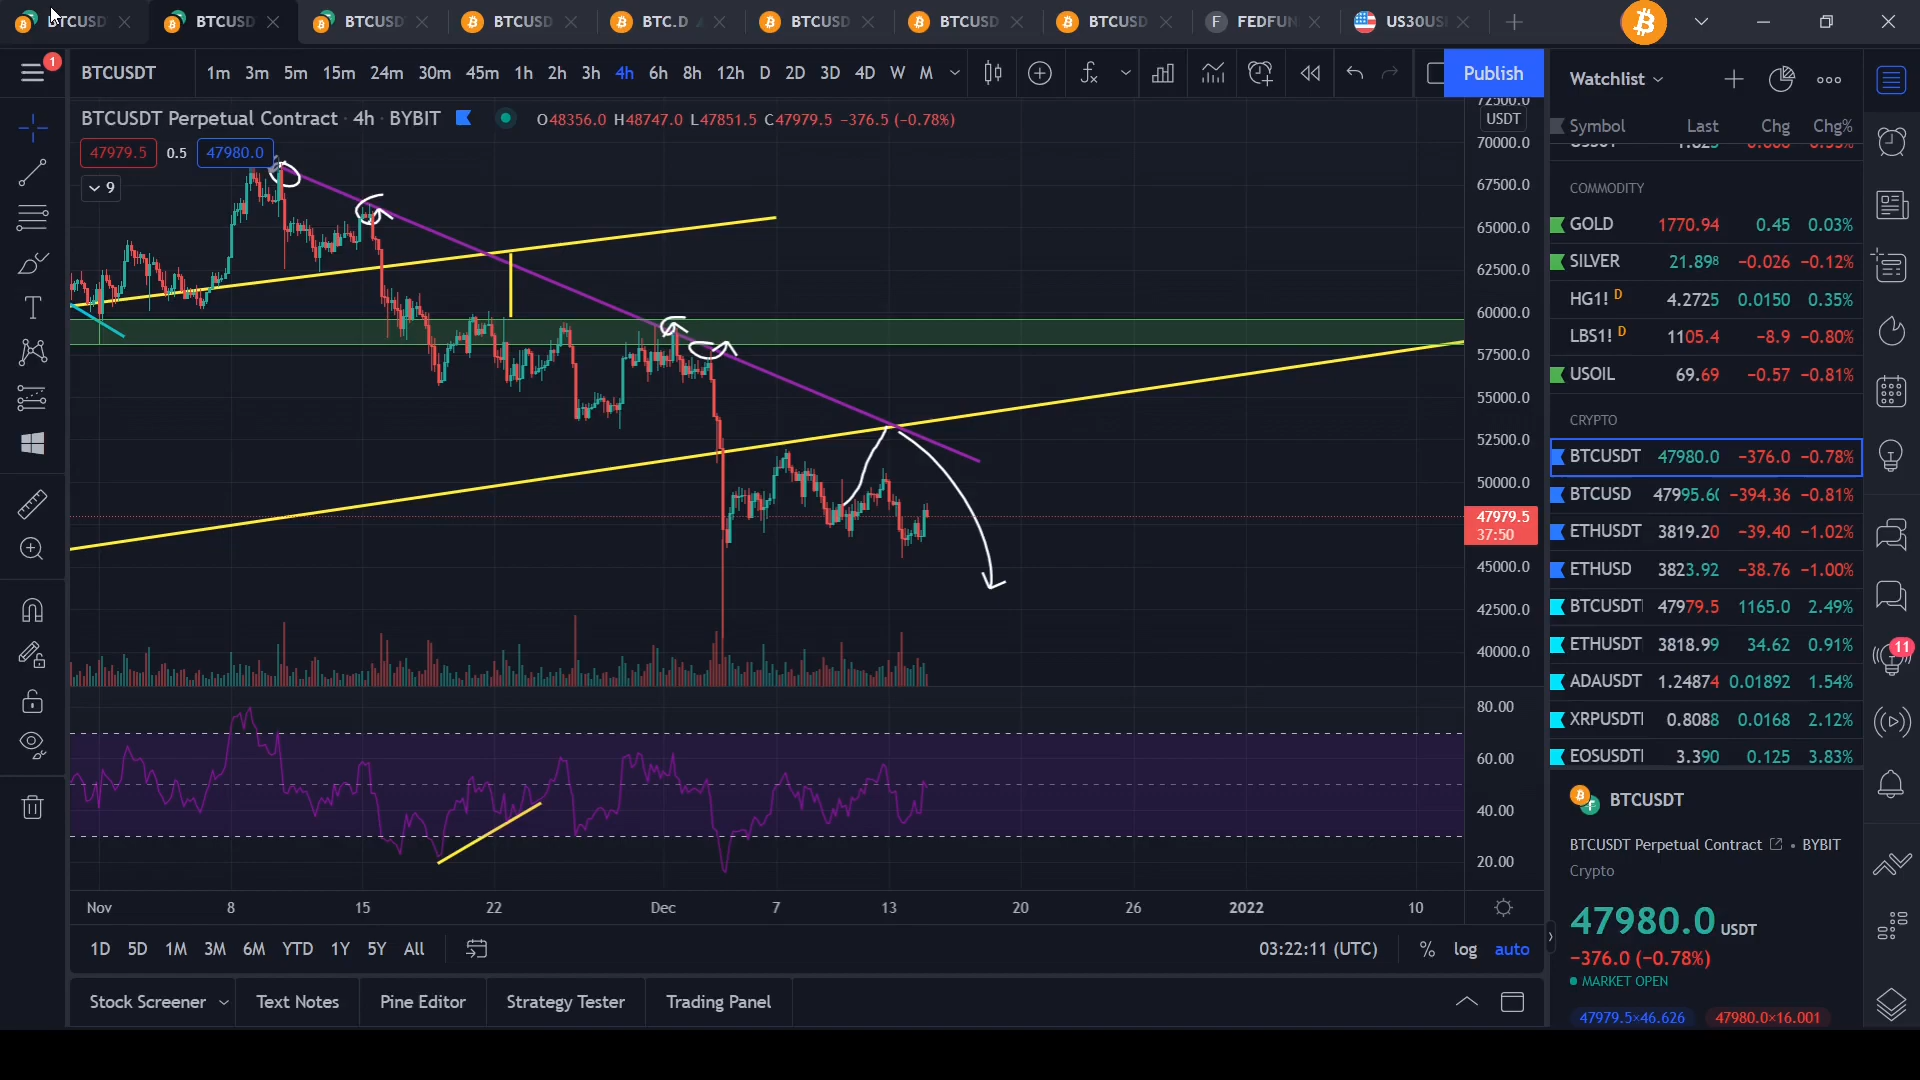 BTCUSD BTCUSD BTCUSD BTC.D BTCUSD BTCUSD BTCUSD FEDFUN US30US
1
BTCUSDT 1m 3m 5m 15m 24m 30m 45m 1h 2h 3h 4h 6h 8h 12h D 2D 3D 4D W M Publish
BTCUSDT Perpetual Contract · 4h · BYBIT O48356.0 H48747.0 L47851.5 C47979.5 -376.5 (-0.78%)
47979.5 0.5 47980.0
9
72500.0
USDT
70000.0
67500.0
65000.0
62500.0
60000.0
57500.0
55000.0
52500.0
50000.0
47979.5
37:50
45000.0
42500.0
40000.0
80.00
60.00
40.00
20.00
Nov 8 15 22 Dec 7 13 20 26 2022 10
1D 5D 1M 3M 6M YTD 1Y 5Y All 03:22:11 (UTC) % log auto
Stock Screener Text Notes Pine Editor Strategy Tester Trading Panel
Watchlist
Symbol Last Chg Chg%
COMMODITY
GOLD 1770.94 0.45 0.03%
SILVER 21.898 -0.026 -0.12%
HG1! D 4.2725 0.0150 0.35%
LBS1! D 1105.4 -8.9 -0.80%
USOIL 69.69 -0.57 -0.81%
CRYPTO
BTCUSDT 47980.0 -376.0 -0.78%
BTCUSD 47995.60 -394.36 -0.81%
ETHUSDT 3819.20 -39.40 -1.02%
ETHUSD 3823.92 -38.76 -1.00%
BTCUSDT 47979.5 1165.0 2.49%
ETHUSDT 3818.99 34.62 0.91%
ADAUSDT 1.24874 0.01892 1.54%
XRPUSDT 0.8088 0.0168 2.12%
EOSUSDT 3.390 0.125 3.83%
BTCUSDT
BTCUSDT Perpetual Contract • BYBIT
Crypto
47980.0 USDT
-376.0 (-0.78%)
MARKET OPEN
47979.5×46.626 47980.0×16.001
11